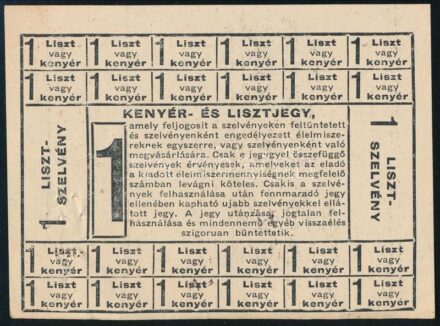 1 Liszt vagy kenyér 1 Liszt vagy kenyér 1 Liszt vagy kenyér 1 Liszt vagy kenyér 1 Liszt vagy kenyér 1 Liszt vagy kenyér
1 Liszt vagy kenyér 1 Liszt vagy kenyér 1 Liszt vagy kenyér 1 Liszt vagy kenyér 1 Liszt vagy kenyér 1 Liszt vagy kenyér
1 LISZT-
SZELVÉNY
KENYÉR- ÉS LISZTJEGY,
1
amely feljogosit a szelvényeken feltüntetett
és szelvényenként engedélyezett élelmisze-
reknek egyszerre, vagy szelvényenként való
megvásárlására. Csak e jeggyel összefüggő
szelvények érvényesek, amelyeket az eladó
a kiadott élelmiszermennyiségnek megfelelő
számban levágni köteles. Csakis a szelvé-
nyek felhasználása után fennmaradó jegy
ellenében kapható ujabb szelvényekkel ellá-
tott jegy. A jegy utánzását jogtalan fel-
használása és mindennemű egyéb visszaélés
szigoruan büntettetik.
1 LISZT-
SZELVÉNY
1 Liszt vagy kenyér 1 Liszt vagy kenyér 1 Liszt vagy kenyér 1 Liszt vagy kenyér 1 Liszt vagy kenyér 1 Liszt vagy kenyér
1 Liszt vagy kenyér 1 Liszt vagy kenyér 1 Liszt vagy kenyér 1 Liszt vagy kenyér 1 Liszt vagy kenyér 1 Liszt vagy kenyér